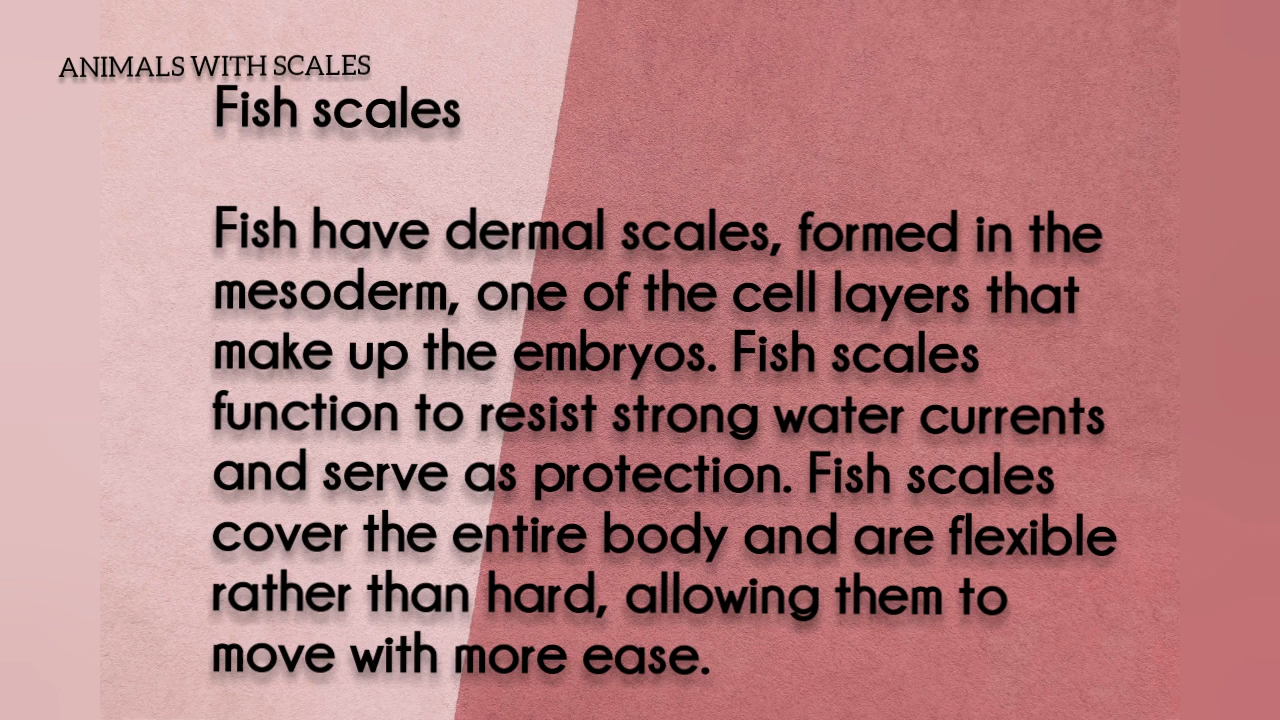 ANIMALS WITH SCALES
Fish scales
Fish have dermal scales, formed in the
mesoderm, one of the cell layers that
make up the embryos. Fish scales
function to resist strong water currents
and serve as protection. Fish scales
cover the entire body and are flexible
rather than hard, allowing them to
move with more ease.